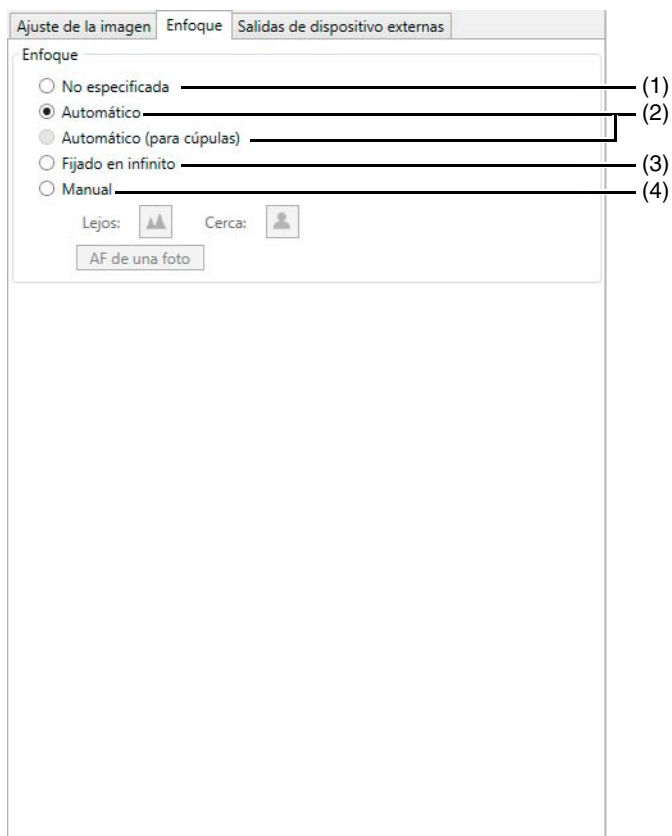 Ajuste de la imagen Enfoque Salidas de dispositivo externas
Enfoque
No especificada (1)
Automático (2)
Automático (para cúpulas)
Fijado en infinito (3)
Manual (4)
Lejos: Cerca:
AF de una foto